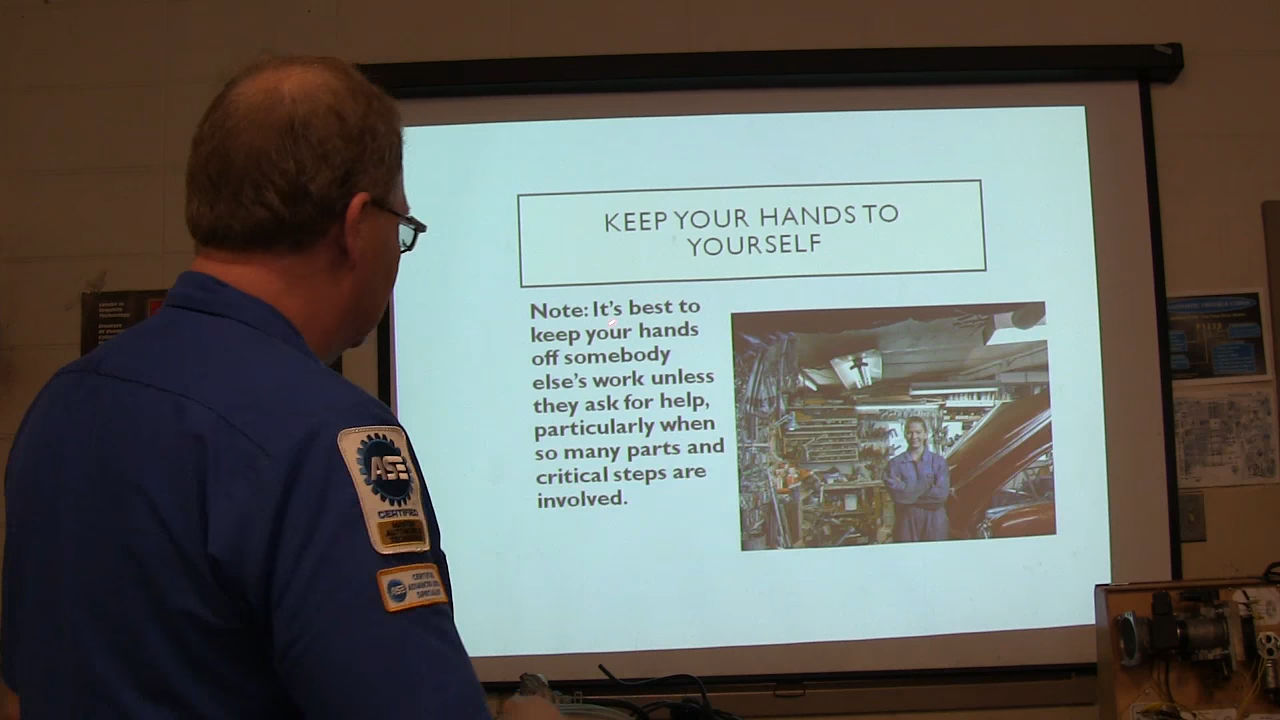 KEEP YOUR HANDS TO
YOURSELF
Note: It's best to
keep your hands
off somebody
else's work unless
they ask for help,
particularly when
so many parts and
critical steps are
involved.
ASE
CERTIFIED